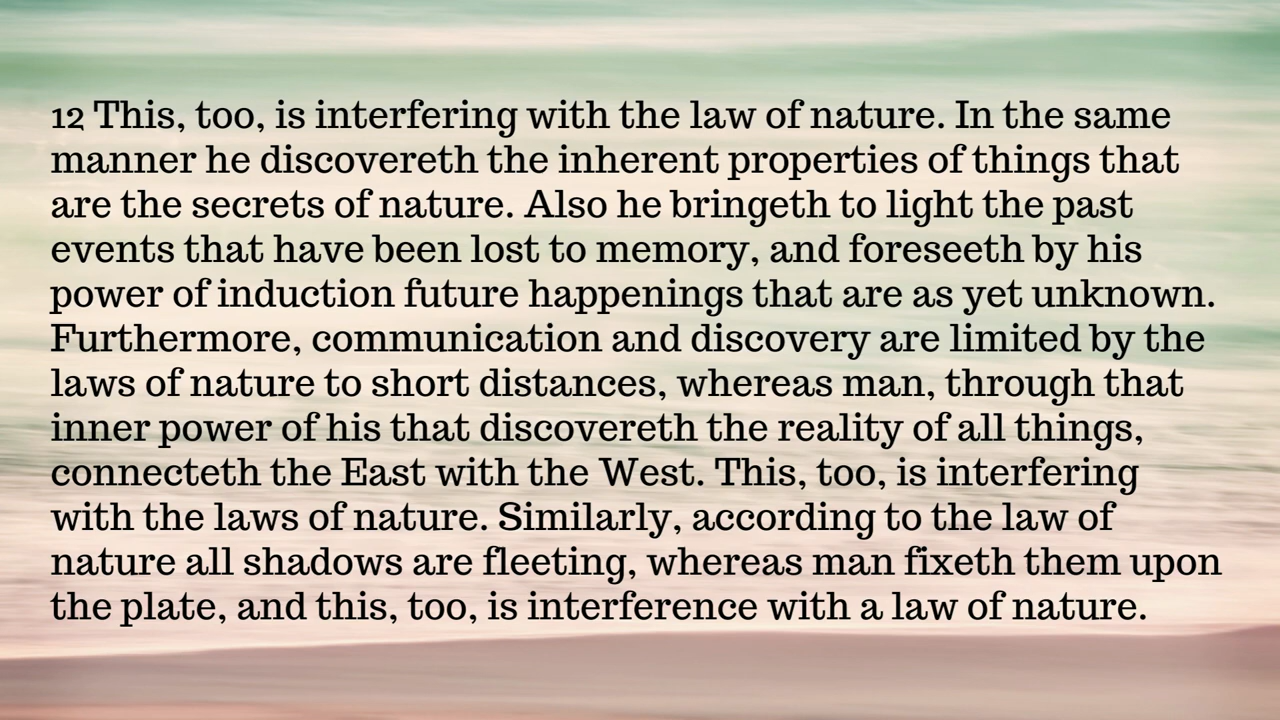 12 This, too, is interfering with the law of nature. In the same
manner he discovereth the inherent properties of things that
are the secrets of nature. Also he bringeth to light the past
events that have been lost to memory, and foreseeth by his
power of induction future happenings that are as yet unknown.
Furthermore, communication and discovery are limited by the
laws of nature to short distances, whereas man, through that
inner power of his that discovereth the reality of all things,
connecteth the East with the West. This, too, is interfering
with the laws of nature. Similarly, according to the law of
nature all shadows are fleeting, whereas man fixeth them upon
the plate, and this, too, is interference with a law of nature.